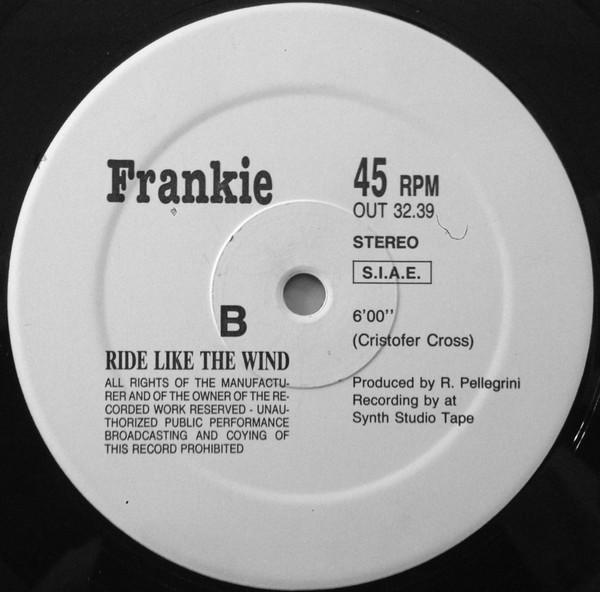 Frankie
45 RPM
OUT 32.39
STEREO
S.I.A.E.
B
6'00''
(Cristofer Cross)
RIDE LIKE THE WIND
ALL RIGHTS OF THE MANUFACTU-
RER AND OF THE OWNER OF THE RE-
CORDED WORK RESERVED - UNAU-
THORIZED PUBLIC PERFORMANCE
BROADCASTING AND COYING OF
THIS RECORD PROHIBITED
Produced by R. Pellegrini
Recording by at
Synth Studio Tape